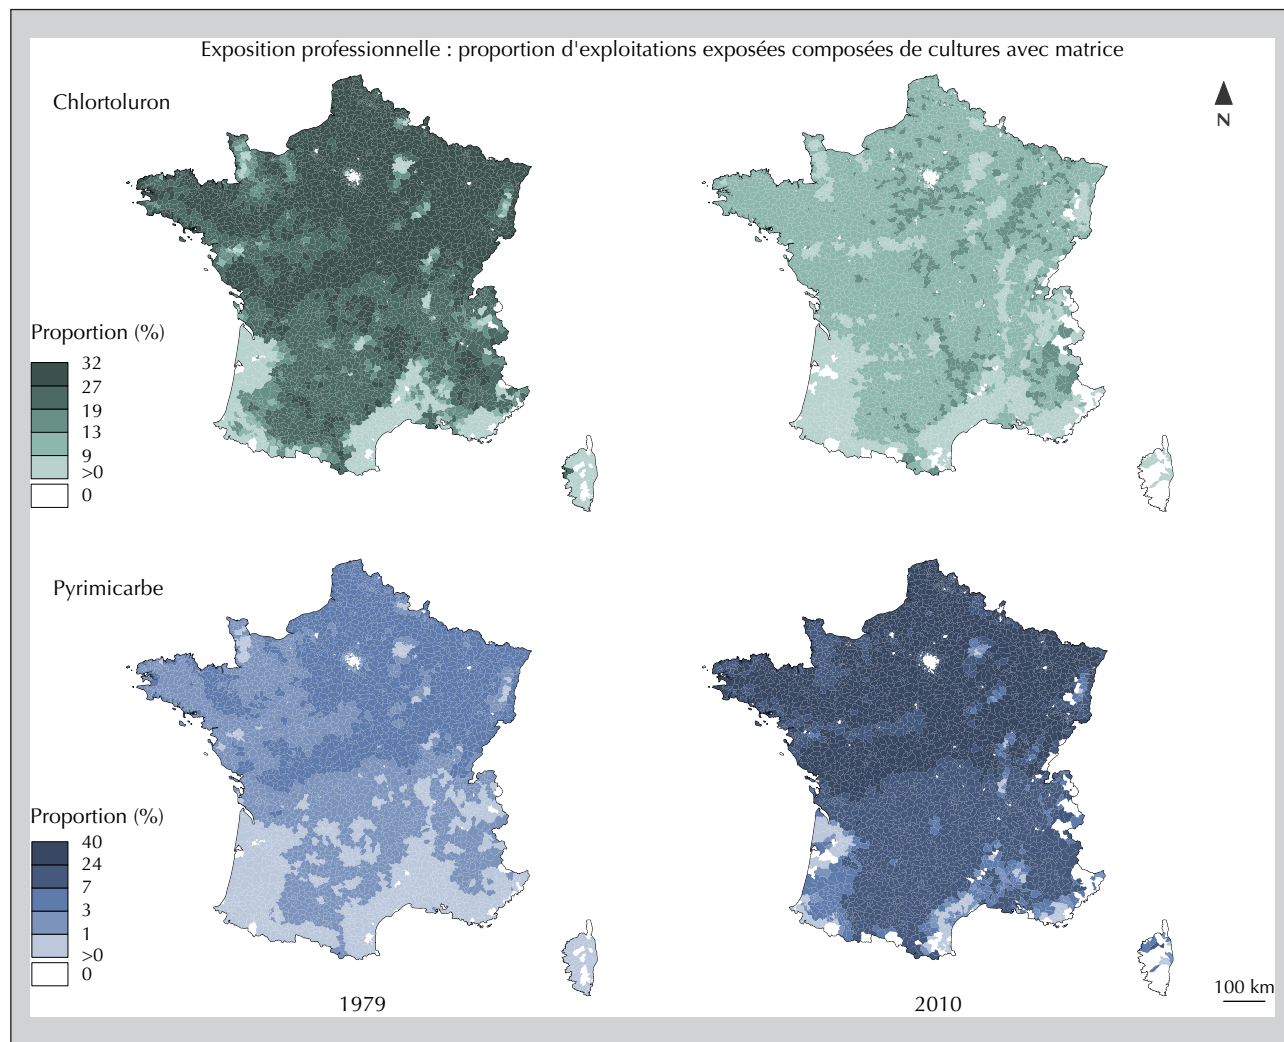 Exposition professionnelle : proportion d'exploitations exposées composées de cultures avec matrice
Chlortoluron
N
Proportion (%)
32
27
19
13
9
>0
0
Pyrimicarbe
Proportion (%)
40
24
7
3
1
>0
0
1979
2010
100 km